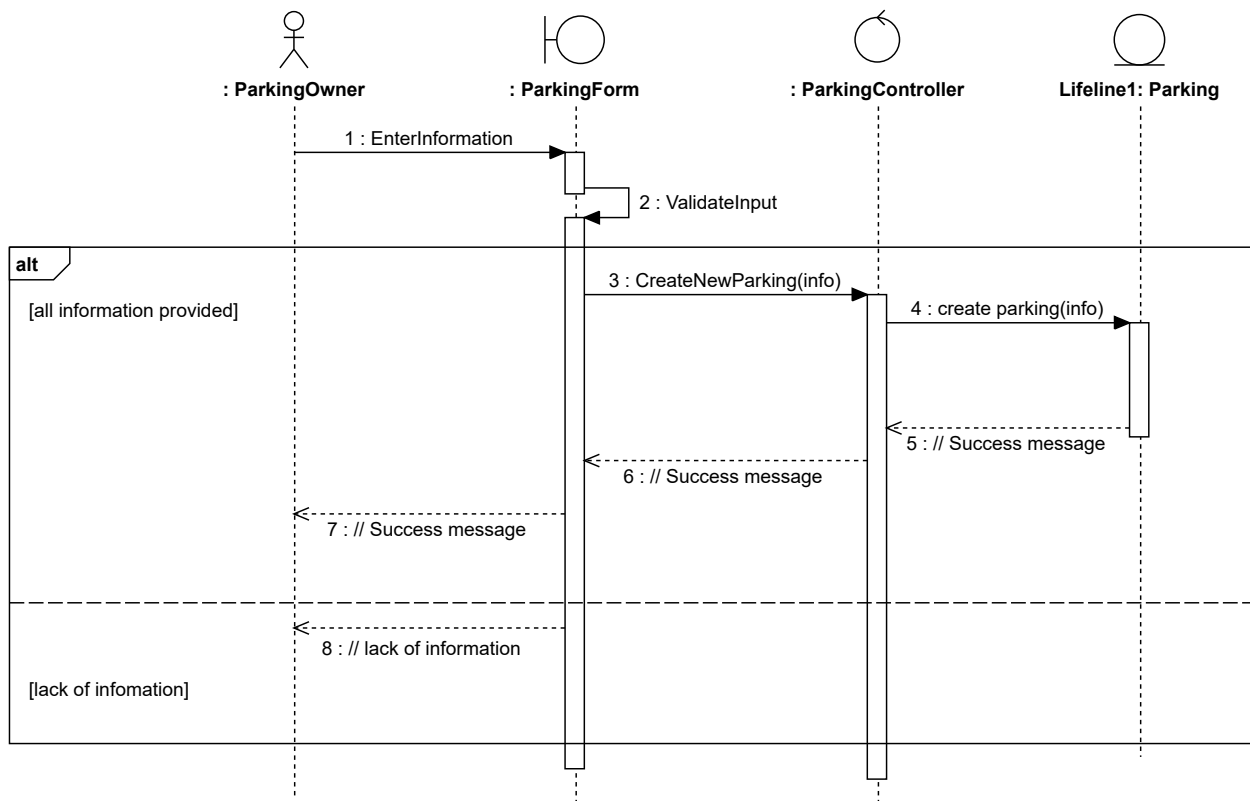 : ParkingOwner
: ParkingForm
: ParkingController
Lifeline1: Parking
1 : EnterInformation
2 : ValidateInput
alt
3 : CreateNewParking(info)
[all information provided]
4 : create parking(info)
5 : // Success message
6 : // Success message
7 : // Success message
8 : // lack of information
[lack of infomation]